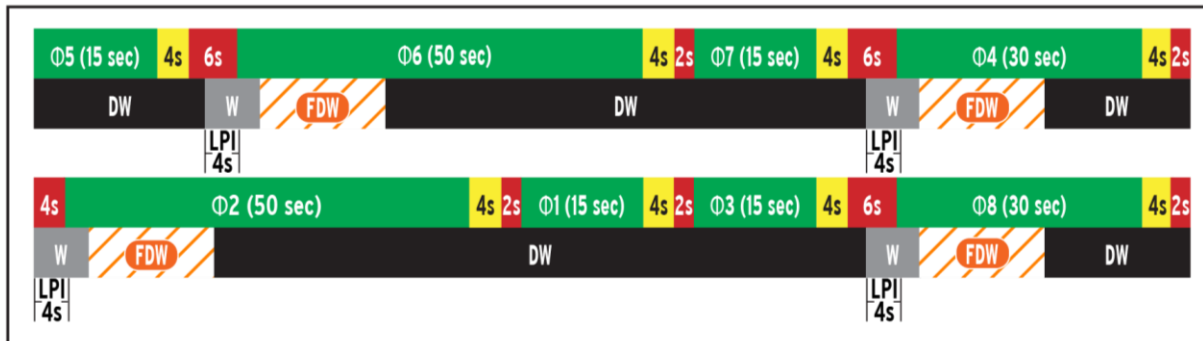 Φ5 (15 sec) 4s 6s Φ6 (50 sec) 4s 2s Φ7 (15 sec) 4s 6s Φ4 (30 sec) 4s 2s
DW W FDW DW W FDW DW
LPI LPI
4s 4s
4s Φ2 (50 sec) 4s 2s Φ1 (15 sec) 4s 2s Φ3 (15 sec) 4s 6s Φ8 (30 sec) 4s 2s
W FDW DW W FDW DW
LPI LPI
4s 4s